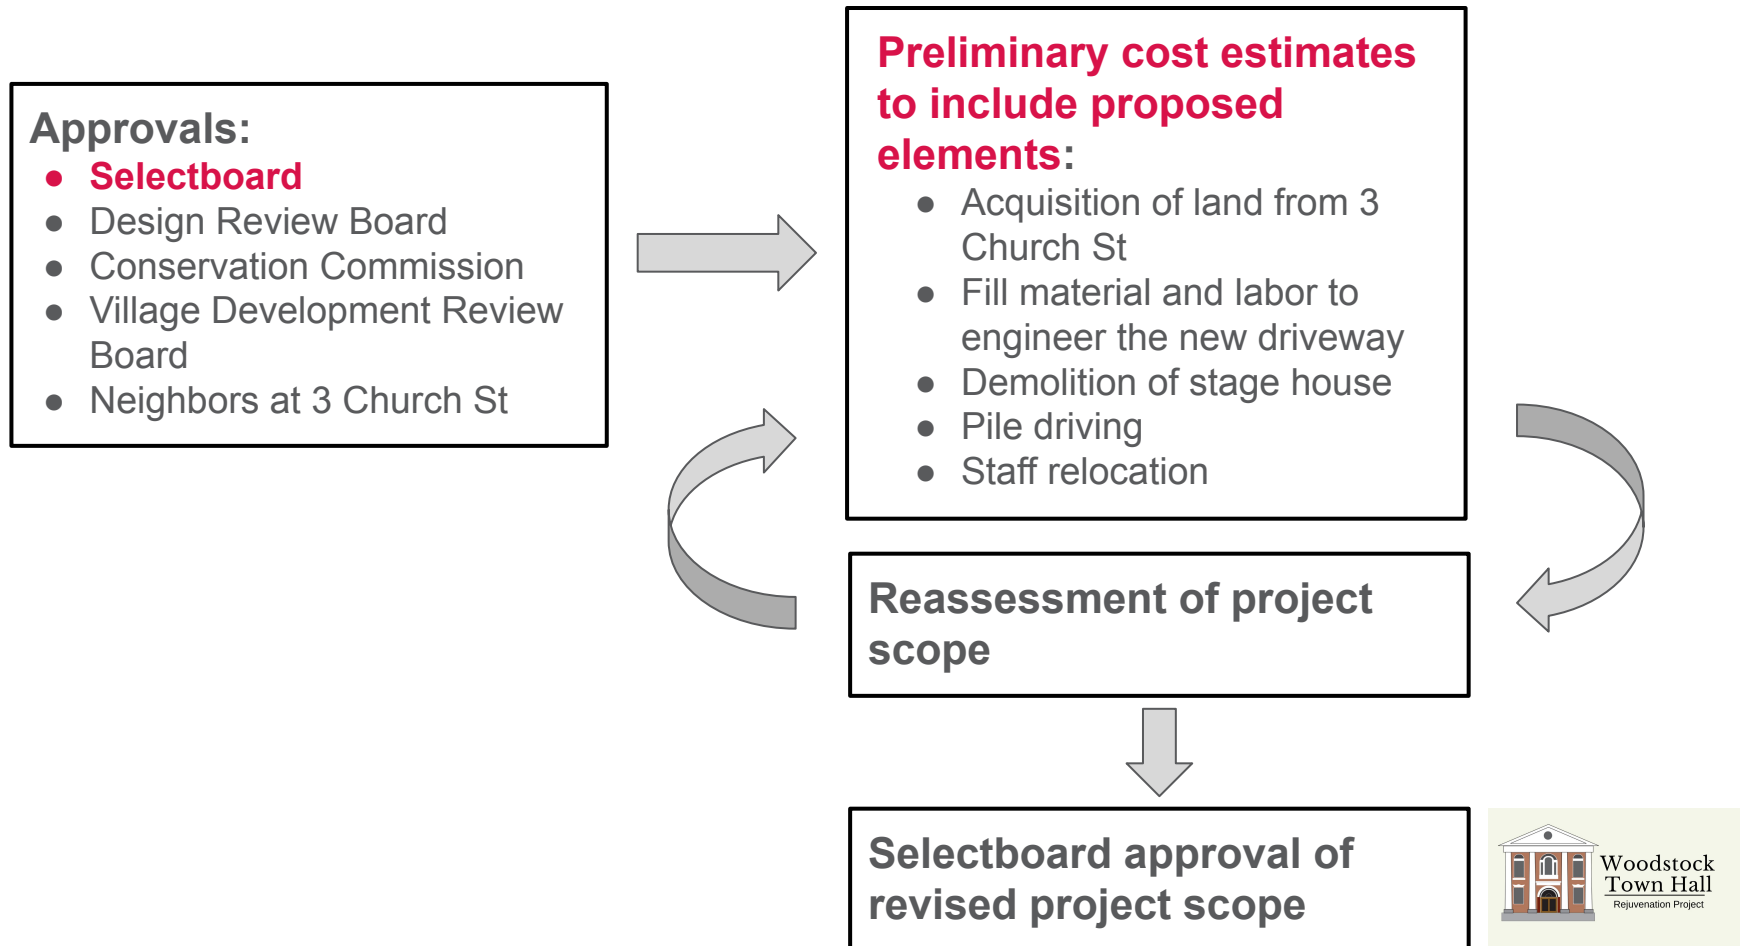 Approvals:
● Selectboard
● Design Review Board
● Conservation Commission
● Village Development Review
Board
● Neighbors at 3 Church St
Preliminary cost estimates
to include proposed
elements:
● Acquisition of land from 3
Church St
● Fill material and labor to
engineer the new driveway
● Demolition of stage house
● Pile driving
● Staff relocation
Reassessment of project
scope
Selectboard approval of
revised project scope
Woodstock
Town Hall
Rejuvenation Project